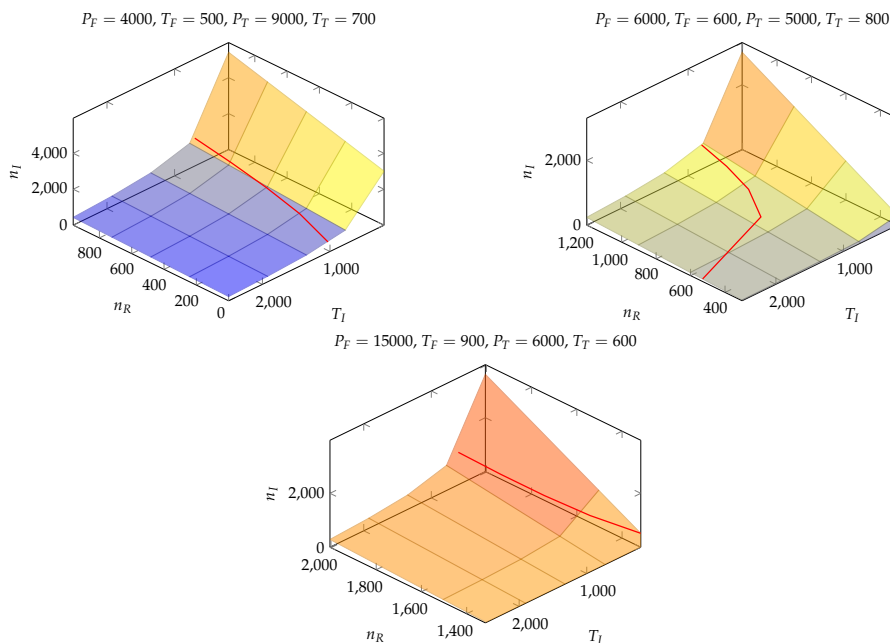 P_F = 4000, T_F = 500, P_T = 9000, T_T = 700
4,000
2,000
0
n_I
800
600
400
200
0
n_R
2,000
1,000
T_I
P_F = 6000, T_F = 600, P_T = 5000, T_T = 800
2,000
0
n_I
1,200
1,000
800
600
400
n_R
2,000
1,000
T_I
P_F = 15000, T_F = 900, P_T = 6000, T_T = 600
2,000
0
n_I
2,000
1,800
1,600
1,400
n_R
2,000
1,000
T_I